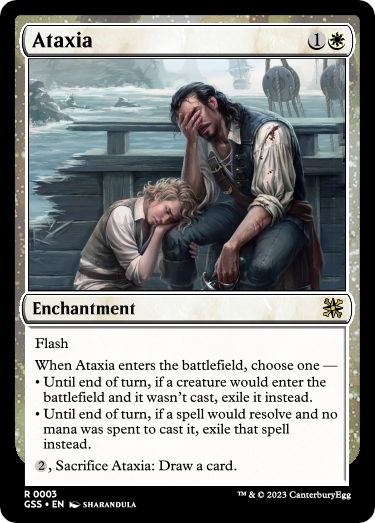 Ataxia 1
Enchantment
Flash
When Ataxia enters the battlefield, choose one —
• Until end of turn, if a creature would enter the
battlefield and it wasn't cast, exile it instead.
• Until end of turn, if a spell would resolve and no
mana was spent to cast it, exile that spell
instead.
2, Sacrifice Ataxia: Draw a card.
R 0003
GSS • EN SHARANDULA
™ & © 2023 CanterburyEgg